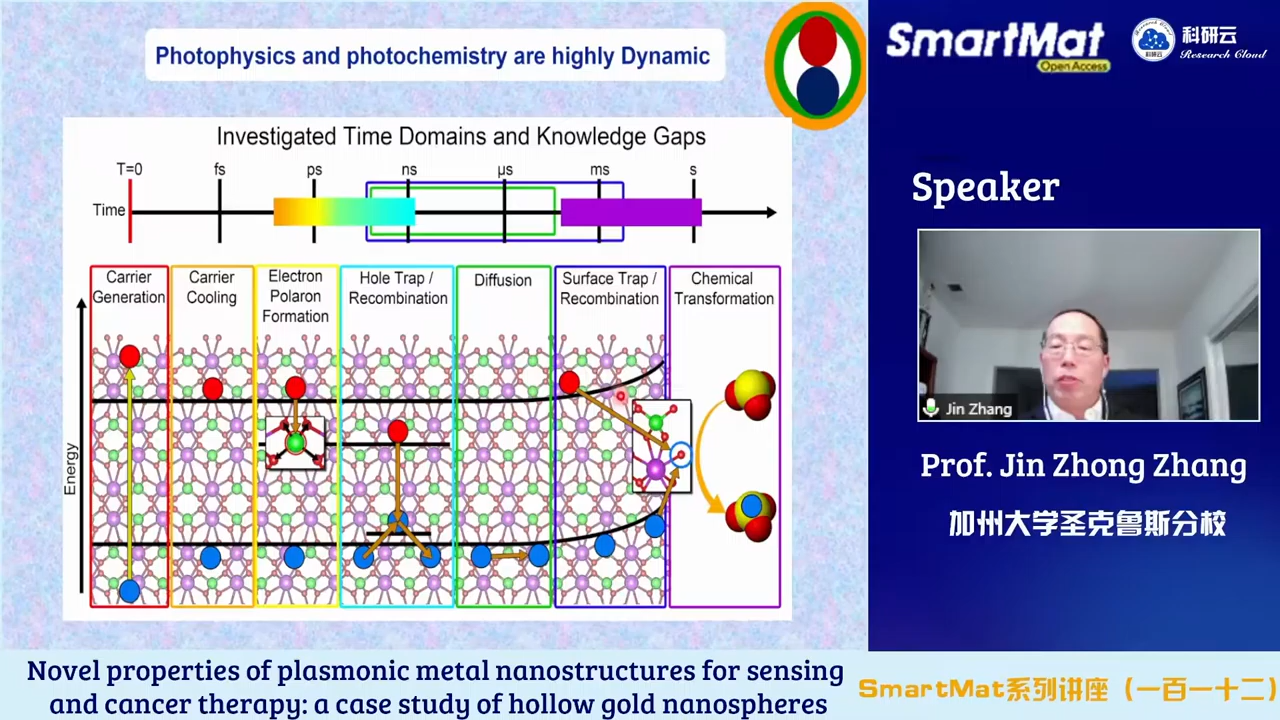 Photophysics and photochemistry are highly Dynamic
Investigated Time Domains and Knowledge Gaps
T=0 fs ps ns µs ms s
Time
Carrier
Generation
Carrier
Cooling
Electron
Polaron
Formation
Hole Trap /
Recombination
Diffusion
Surface Trap /
Recombination
Chemical
Transformation
Energy
SmartMat
Open Access
科研云
Research Cloud
Speaker
Jin Zhang
Prof. Jin Zhong Zhang
加州大学圣克鲁斯分校
Novel properties of plasmonic metal nanostructures for sensing
and cancer therapy: a case study of hollow gold nanospheres
SmartMat系列讲座（一百一十二）